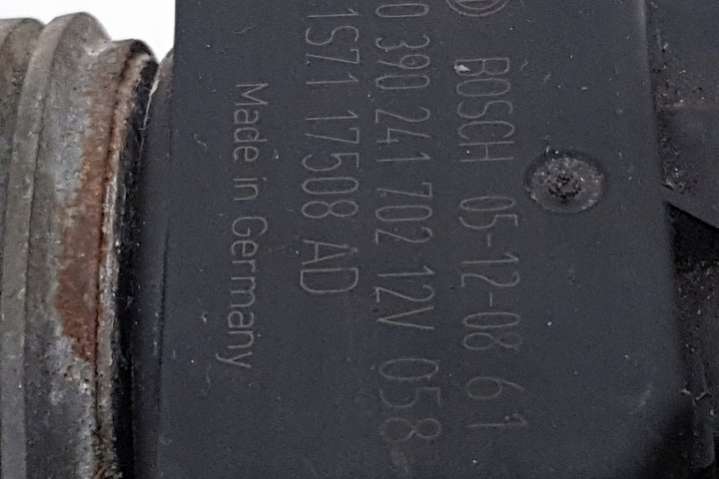 BOSCH 05-12-08 61
0 390 241 702 12V 058
1S71 17508 AD
Made in Germany